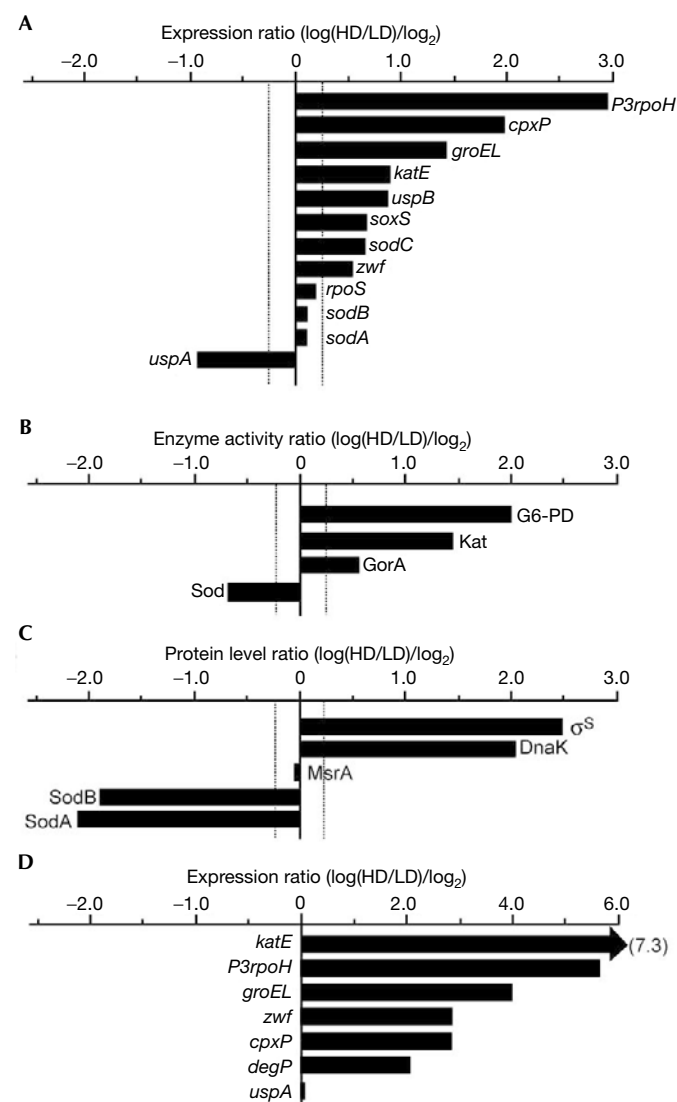 A
Expression ratio (log(HD/LD)/log₂)
−2.0 −1.0 0 1.0 2.0 3.0
P3rpoH
cpxP
groEL
katE
uspB
soxS
sodC
zwf
rpoS
sodB
sodA
uspA
B
Enzyme activity ratio (log(HD/LD)/log₂)
−2.0 −1.0 0 1.0 2.0 3.0
G6-PD
Kat
GorA
Sod
C
Protein level ratio (log(HD/LD)/log₂)
−2.0 −1.0 0 1.0 2.0 3.0
σS
DnaK
MsrA
SodB
SodA
D
Expression ratio (log(HD/LD)/log₂)
−2.0 −1.0 0 2.0 4.0 6.0
katE (7.3)
P3rpoH
groEL
zwf
cpxP
degP
uspA